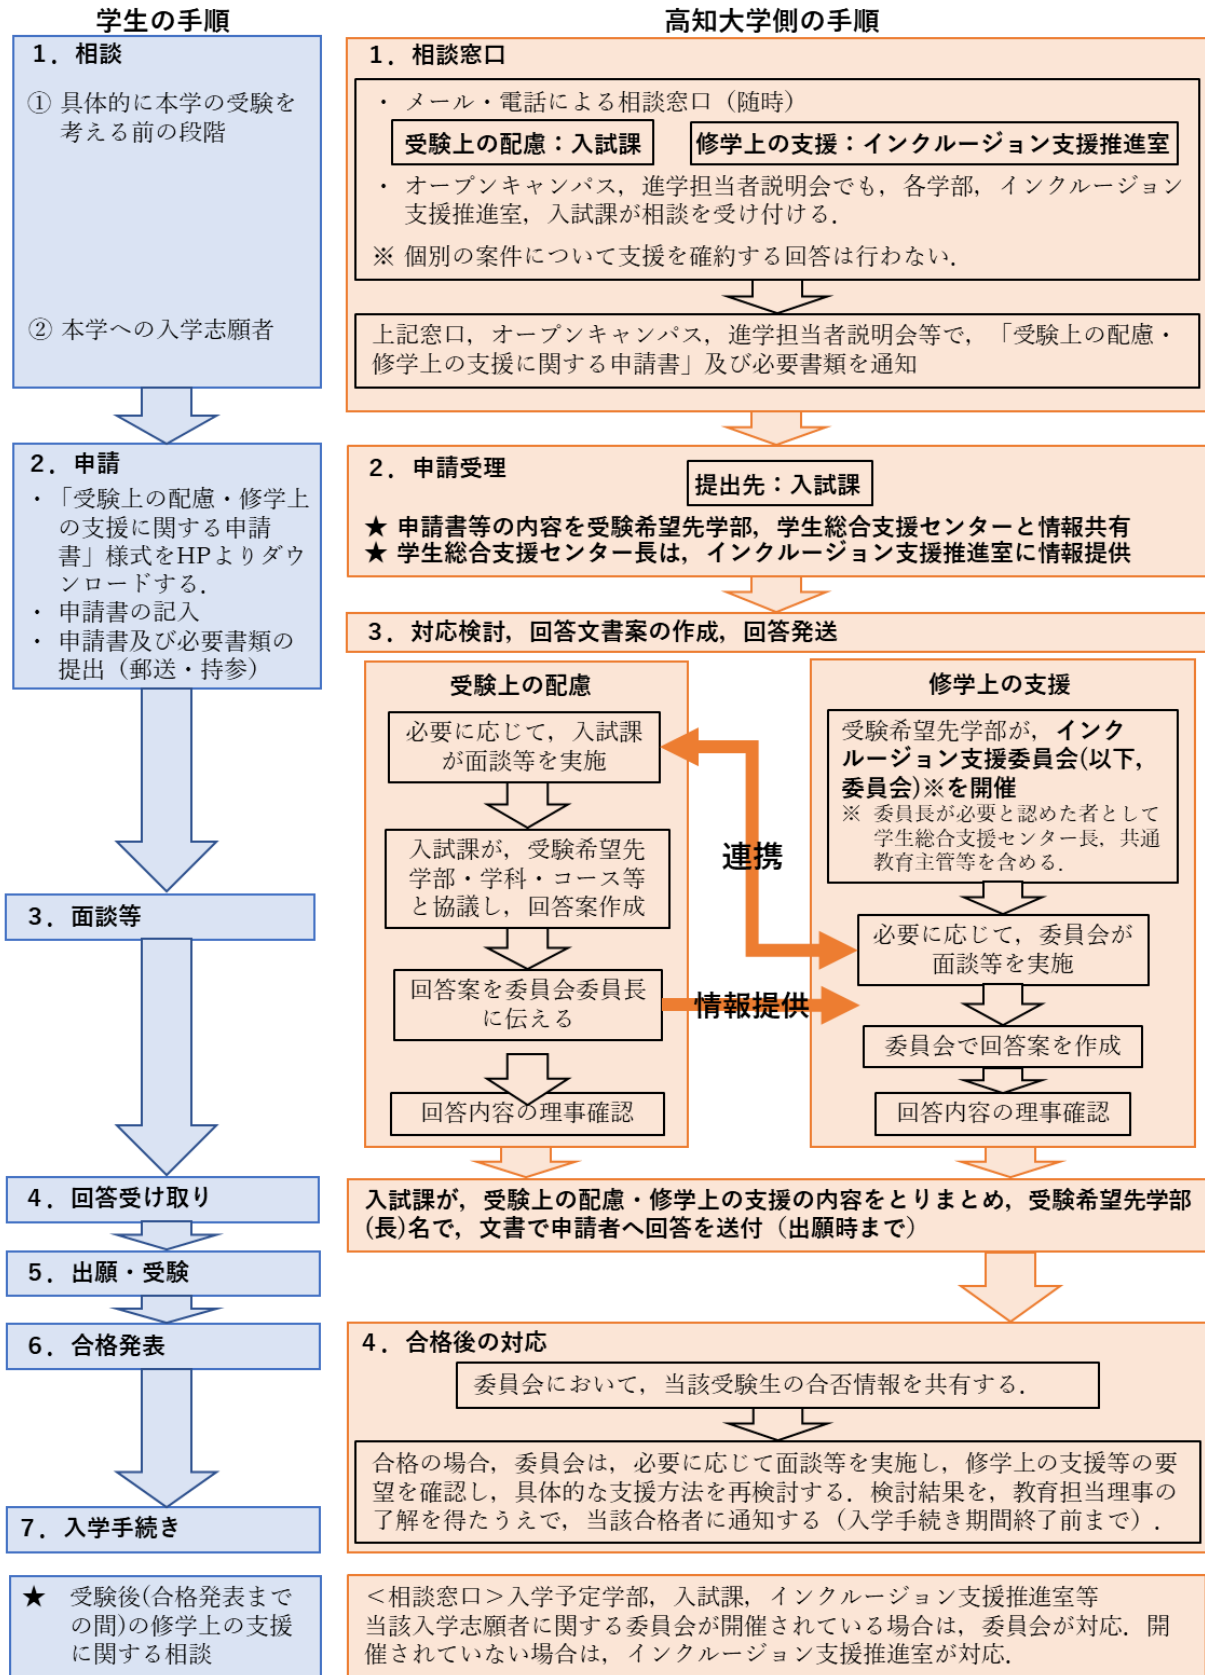 学生の手順
1．相談
① 具体的に本学の受験を
考える前の段階
② 本学への入学志願者
2．申請
・「受験上の配慮・修学上
の支援に関する申請
書」様式をHPよりダウ
ンロードする．
・ 申請書の記入
・ 申請書及び必要書類の
提出（郵送・持参）
3．面談等
4．回答受け取り
5．出願・受験
6．合格発表
7．入学手続き
★ 受験後(合格発表まで
の間)の修学上の支援
に関する相談
高知大学側の手順
1．相談窓口
・ メール・電話による相談窓口（随時）
受験上の配慮：入試課
修学上の支援：インクルージョン支援推進室
・ オープンキャンパス，進学担当者説明会でも，各学部，インクルージョン
支援推進室，入試課が相談を受け付ける．
※ 個別の案件について支援を確約する回答は行わない．
上記窓口，オープンキャンパス，進学担当者説明会等で，「受験上の配慮・
修学上の支援に関する申請書」及び必要書類を通知
2．申請受理
提出先：入試課
★ 申請書等の内容を受験希望先学部，学生総合支援センターと情報共有
★ 学生総合支援センター長は，インクルージョン支援推進室に情報提供
3．対応検討，回答文書案の作成，回答発送
受験上の配慮
必要に応じて，入試課
が面談等を実施
入試課が，受験希望先
学部・学科・コース等
と協議し，回答案作成
回答案を委員会委員長
に伝える
回答内容の理事確認
連携
情報提供
修学上の支援
受験希望先学部が，インク
ルージョン支援委員会(以下，
委員会)※を開催
※ 委員長が必要と認めた者として
学生総合支援センター長，共通
教育主管等を含める．
必要に応じて，委員会が
面談等を実施
委員会で回答案を作成
回答内容の理事確認
入試課が，受験上の配慮・修学上の支援の内容をとりまとめ，受験希望先学部
(長)名で，文書で申請者へ回答を送付（出願時まで）
4．合格後の対応
委員会において，当該受験生の合否情報を共有する．
合格の場合，委員会は，必要に応じて面談等を実施し，修学上の支援等の要
望を確認し，具体的な支援方法を再検討する．検討結果を，教育担当理事の
了解を得たうえで，当該合格者に通知する（入学手続き期間終了前まで）．
＜相談窓口＞入学予定学部，入試課，インクルージョン支援推進室等
当該入学志願者に関する委員会が開催されている場合は，委員会が対応．開
催されていない場合は，インクルージョン支援推進室が対応．